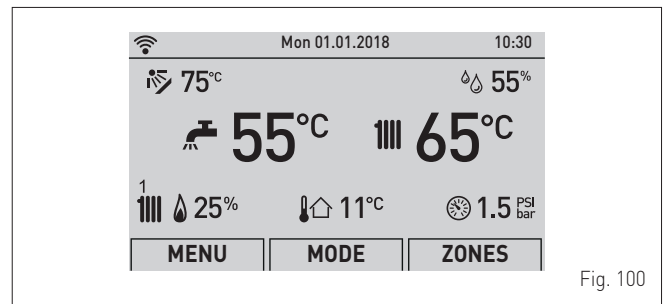 Mon 01.01.2018 10:30
75°C 55%
55°C 65°C
1
25% 11°C 1.5 PSI bar
MENU MODE ZONES
Fig. 100